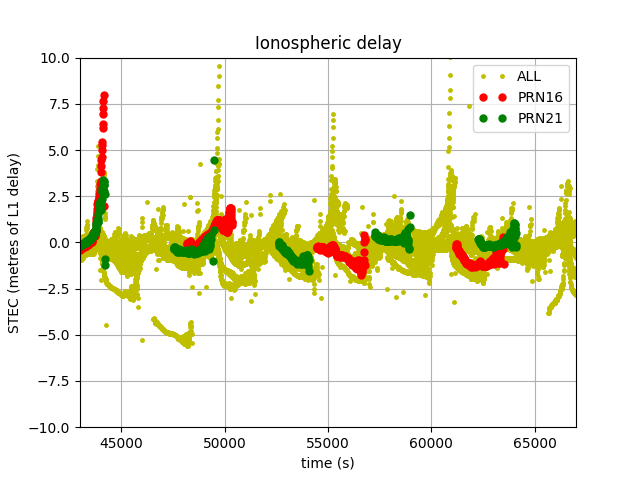 Ionospheric delay
10.0
7.5
5.0
2.5
0.0
−2.5
−5.0
−7.5
−10.0
STEC (metres of L1 delay)
ALL
PRN16
PRN21
45000 50000 55000 60000 65000
time (s)